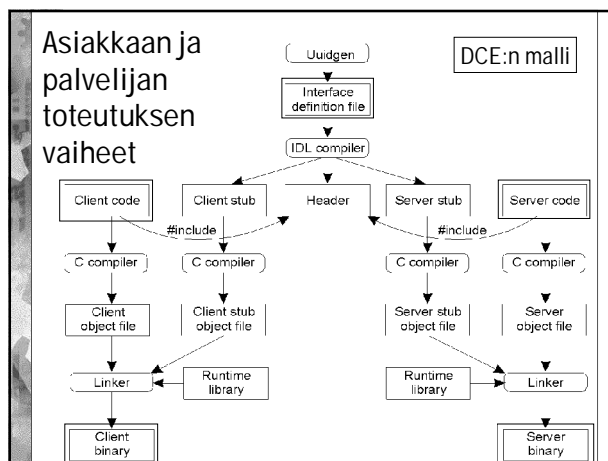 Asiakkaan ja
palvelijan
toteutuksen
vaiheet
DCE:n malli
Uuidgen
Interface
definition file
IDL compiler
Client code
Client stub
Header
Server stub
Server code
#include
#include
C compiler
C compiler
C compiler
C compiler
Client
object file
Client stub
object file
Server stub
object file
Server
object file
Linker
Runtime
library
Runtime
library
Linker
Client
binary
Server
binary